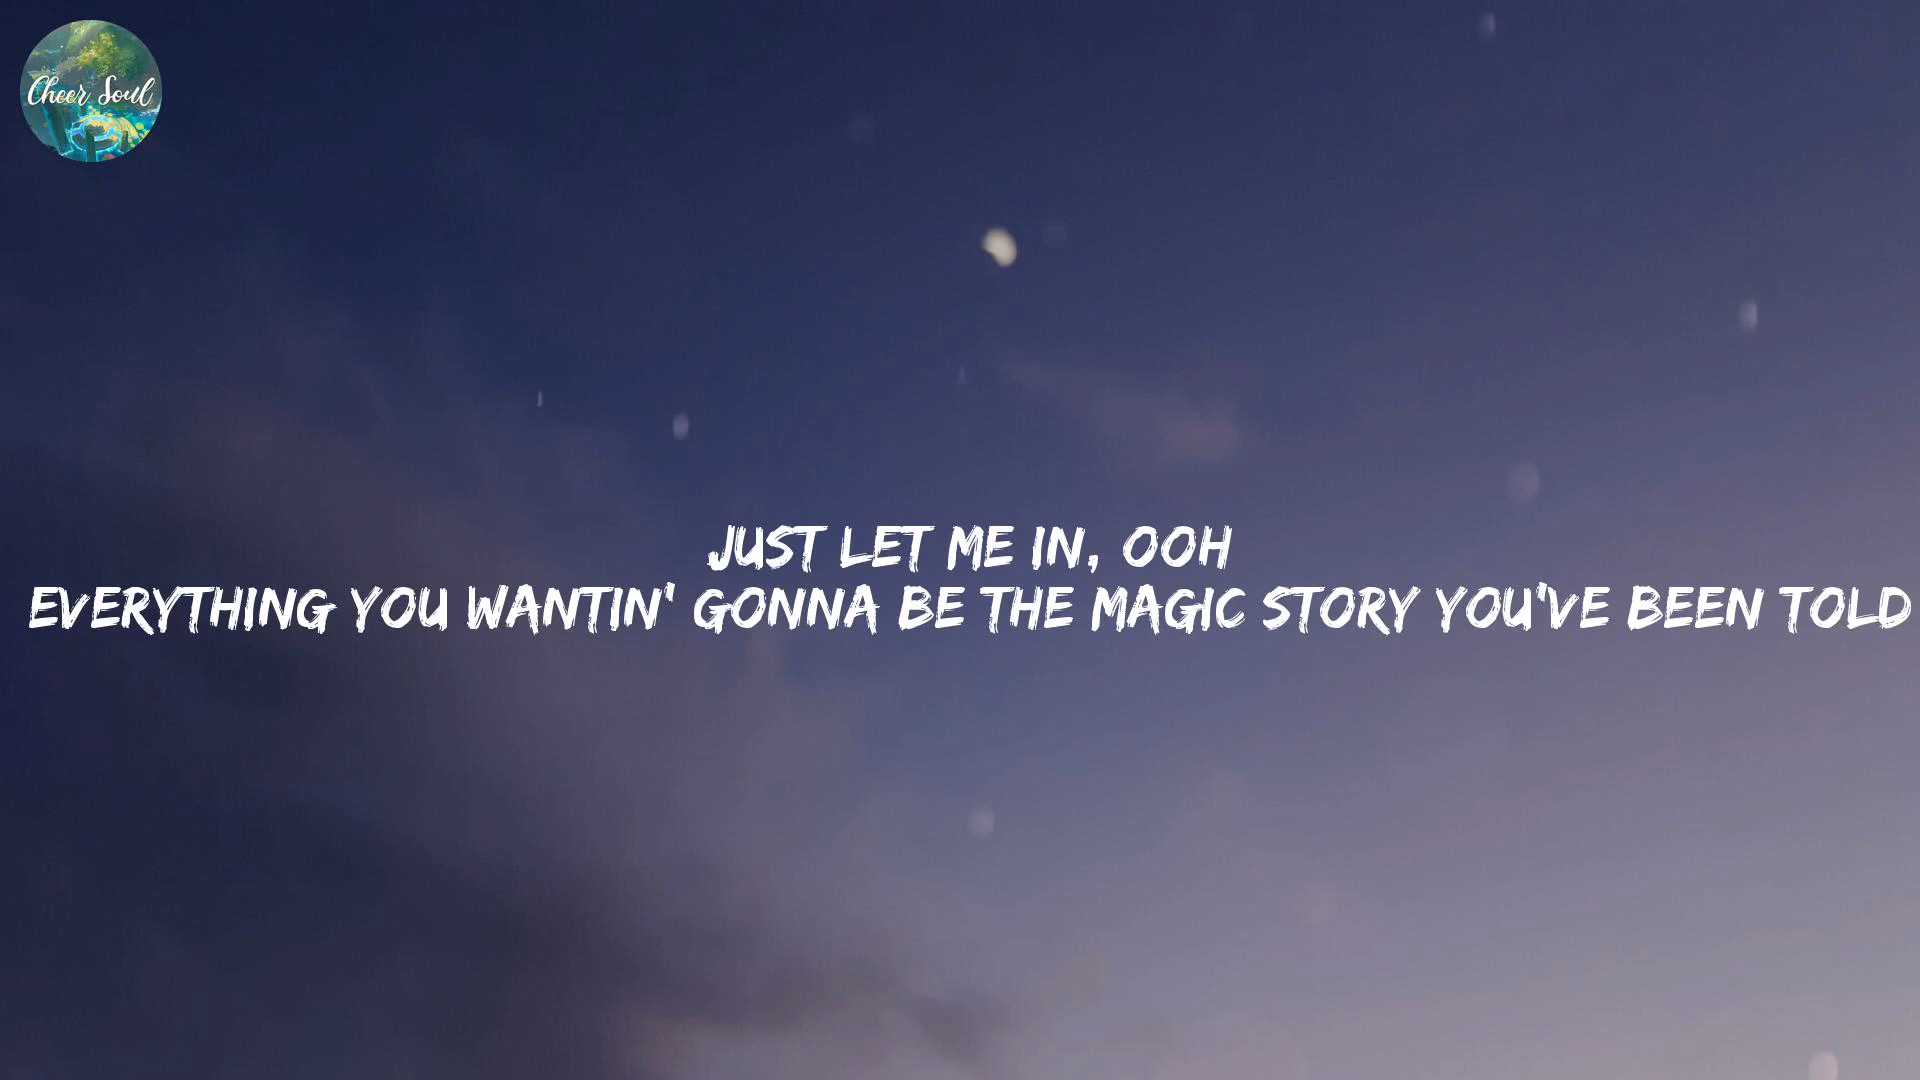 Cheer Soul
JUST LET ME IN, OOH
EVERYTHING YOU WANTIN' GONNA BE THE MAGIC STORY YOU'VE BEEN TOLD